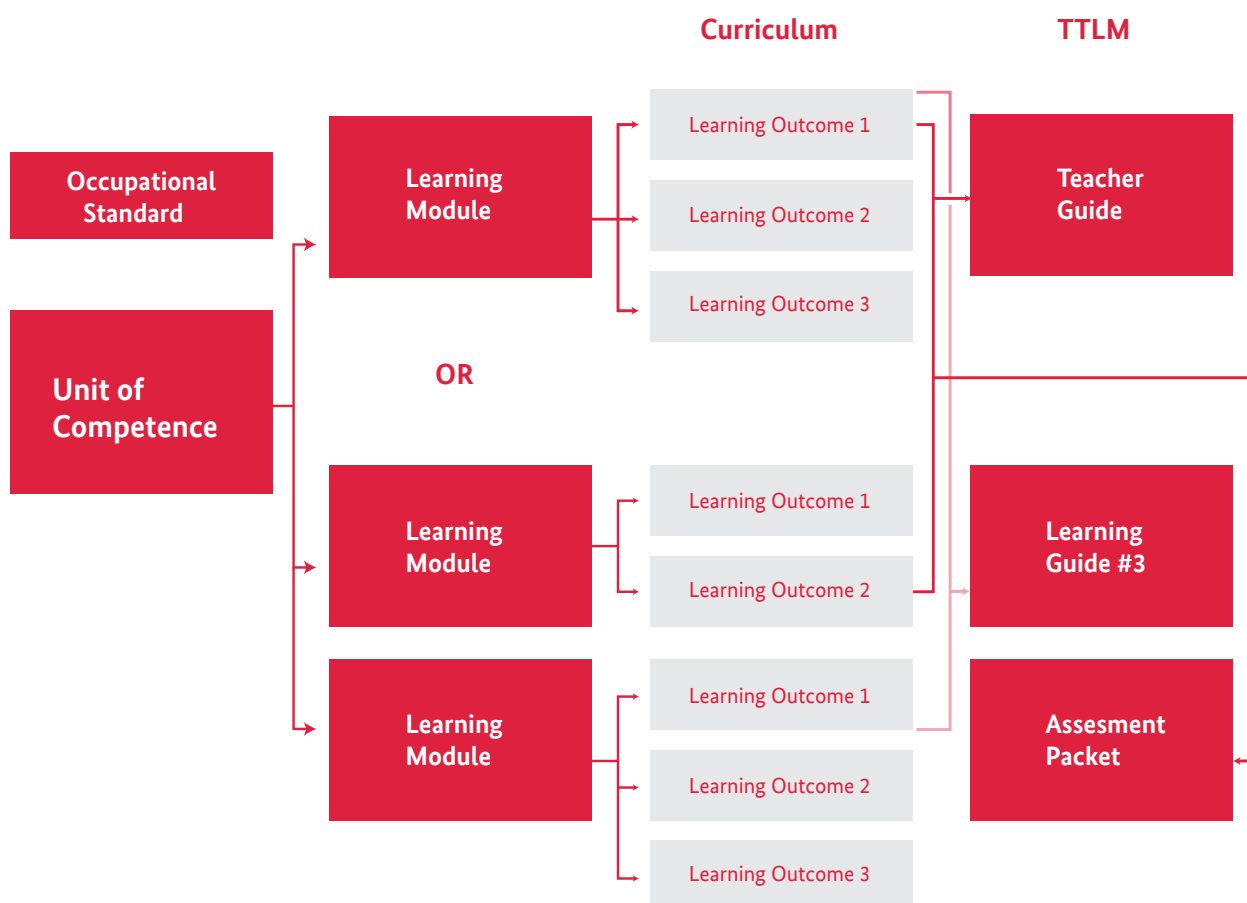 Curriculum
TTLM
Occupational
Standard
Unit of
Competence
Learning
Module
Learning Outcome 1
Learning Outcome 2
Learning Outcome 3
Teacher
Guide
OR
Learning
Module
Learning Outcome 1
Learning Outcome 2
Learning
Guide #3
Learning
Module
Learning Outcome 1
Learning Outcome 2
Learning Outcome 3
Assesment
Packet